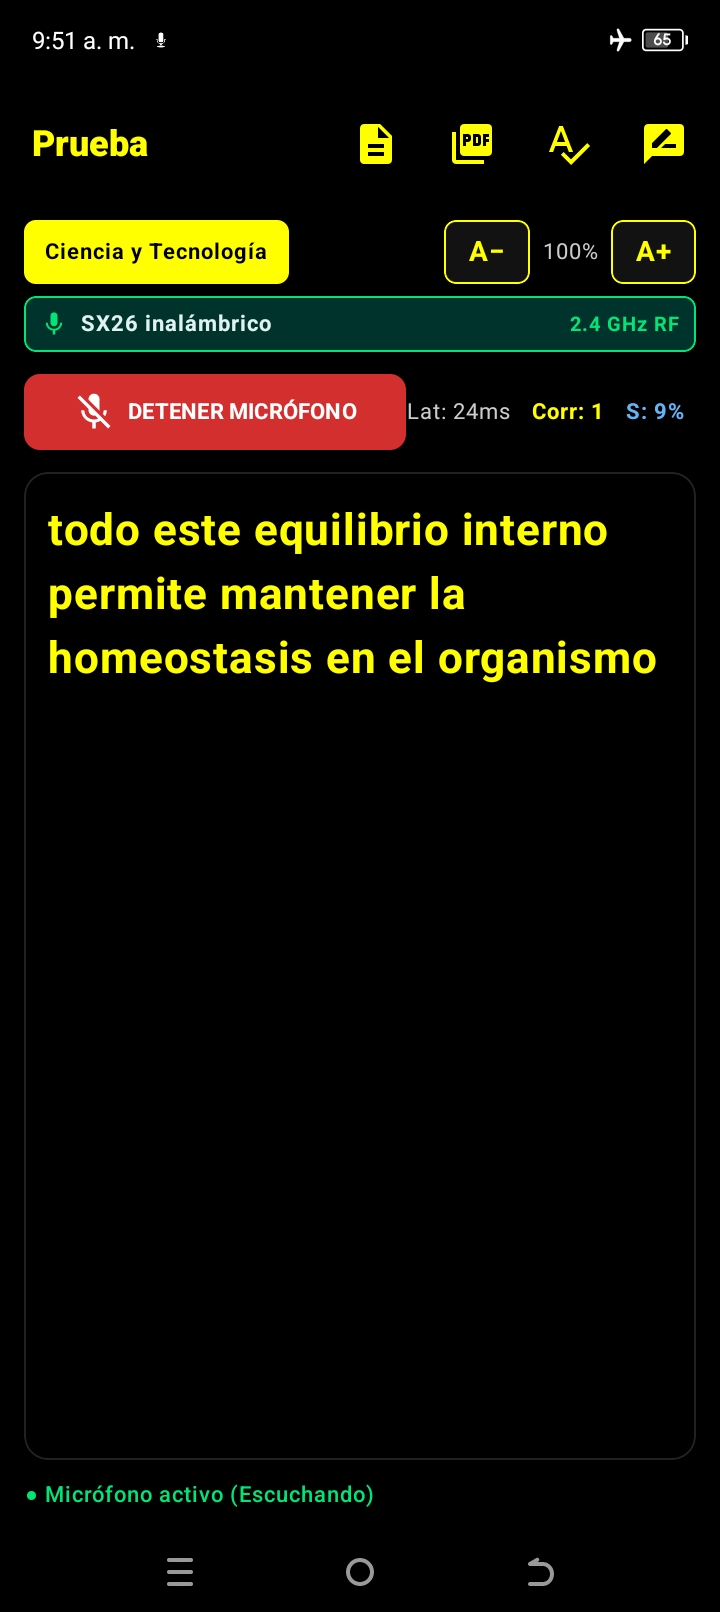 9:51 a. m.
65
Prueba
PDF
A
Ciencia y Tecnología
A−
100%
A+
SX26 inalámbrico
2.4 GHz RF
DETENER MICRÓFONO
Lat: 24ms
Corr: 1
S: 9%
todo este equilibrio interno
permite mantener la
homeostasis en el organismo
• Micrófono activo (Escuchando)